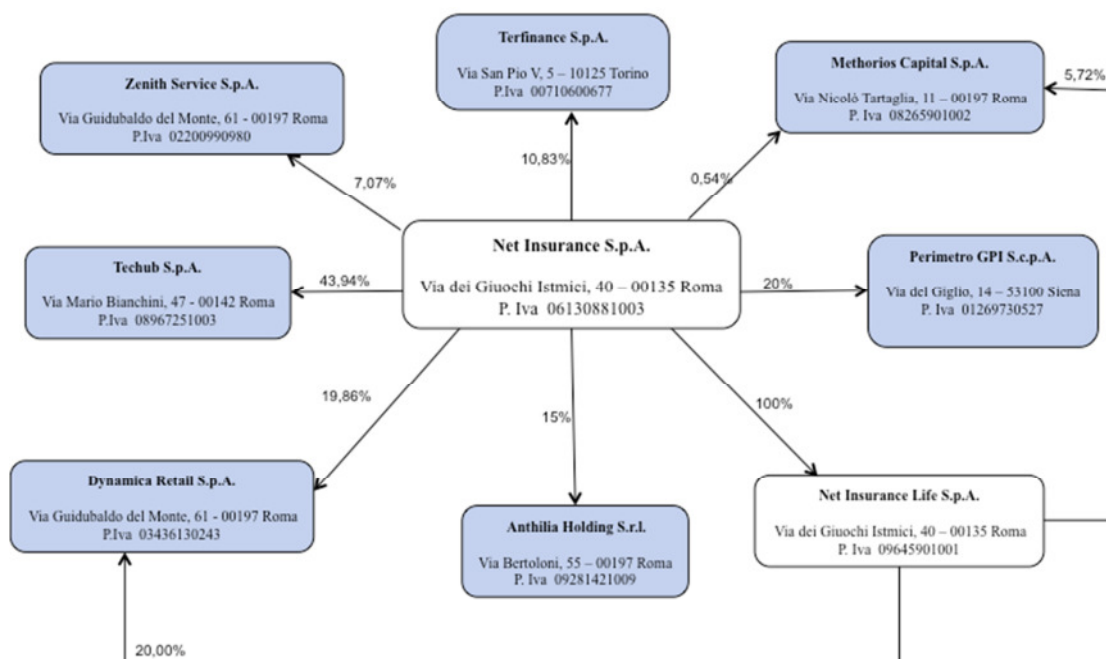 Terfinance S.p.A.
Via San Pio V, 5 – 10125 Torino
P.Iva 00710600677
Methorios Capital S.p.A.
Via Nicolò Tartaglia, 11 – 00197 Roma
P. Iva 08265901002
5,72%
Zenith Service S.p.A.
Via Guidubaldo del Monte, 61 - 00197 Roma
P.Iva 02200990980
10,83%
0,54%
7,07%
Net Insurance S.p.A.
Via dei Giuochi Istmici, 40 – 00135 Roma
P. Iva 06130881003
Techub S.p.A.
Via Mario Bianchini, 47 - 00142 Roma
P.Iva 08967251003
43,94%
20%
Perimetro GPI S.c.p.A.
Via del Giglio, 14 – 53100 Siena
P. Iva 01269730527
19,86%
15%
100%
Dynamica Retail S.p.A.
Via Guidubaldo del Monte, 61 - 00197 Roma
P.Iva 03436130243
Anthilia Holding S.r.l.
Via Bertoloni, 55 – 00197 Roma
P. Iva 09281421009
Net Insurance Life S.p.A.
Via dei Giuochi Istmici, 40 – 00135 Roma
P. Iva 09645901001
20,00%